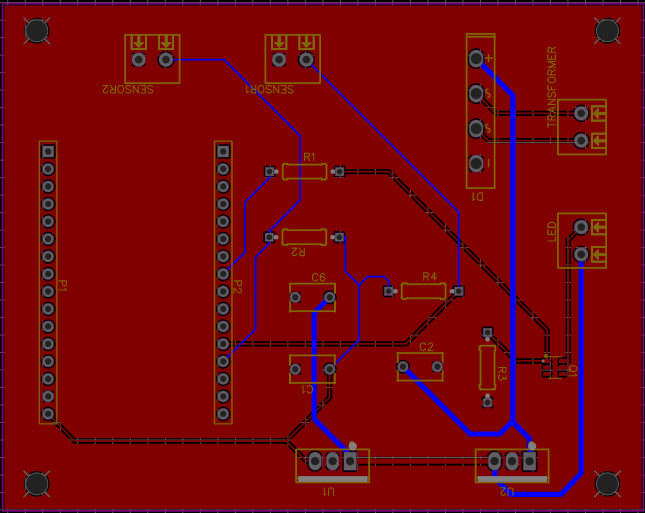 SENSOR2
SENSOR1
+
S
S
-
D1
TRANSFORMER
R1
R2
P1
P2
LED
C6
R4
C1
C2
R3
Q1
U1
U2